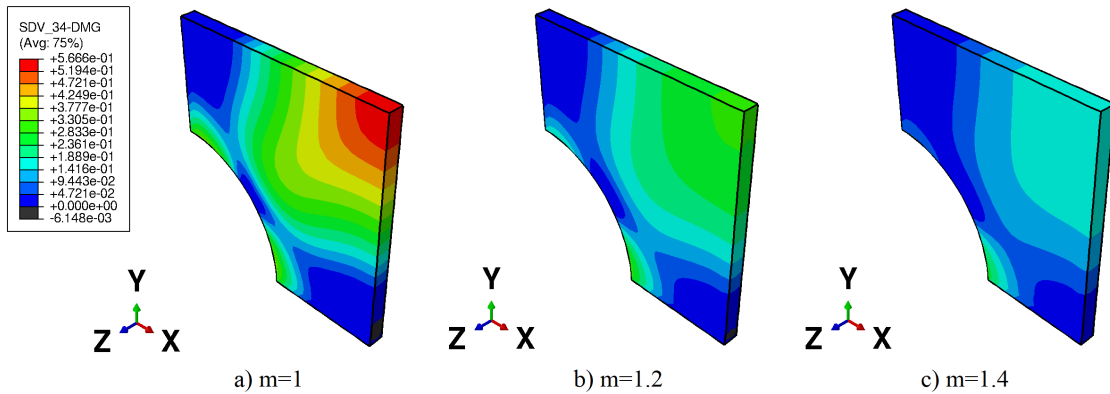 SDV_34-DMG
(Avg: 75%)
+5.666e-01
+5.194e-01
+4.721e-01
+4.249e-01
+3.777e-01
+3.305e-01
+2.833e-01
+2.361e-01
+1.889e-01
+1.416e-01
+9.443e-02
+4.721e-02
+0.000e+00
-6.148e-03
Y
Z X
Y
Z X
Y
Z X
a) m=1
b) m=1.2
c) m=1.4